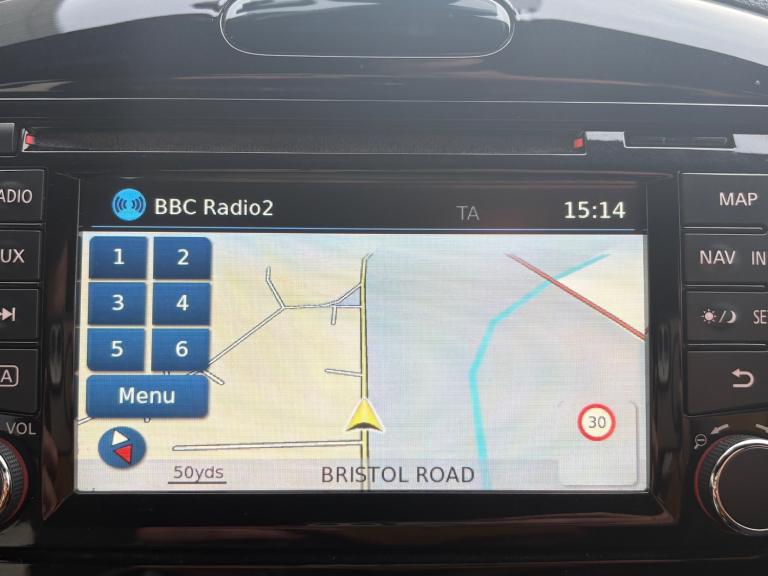 BBC Radio2
TA
15:14
ADIO
MAP
UX
1 2
NAV IN
3 4
SE
5 6
A
Menu
30
VOL
50yds
BRISTOL ROAD